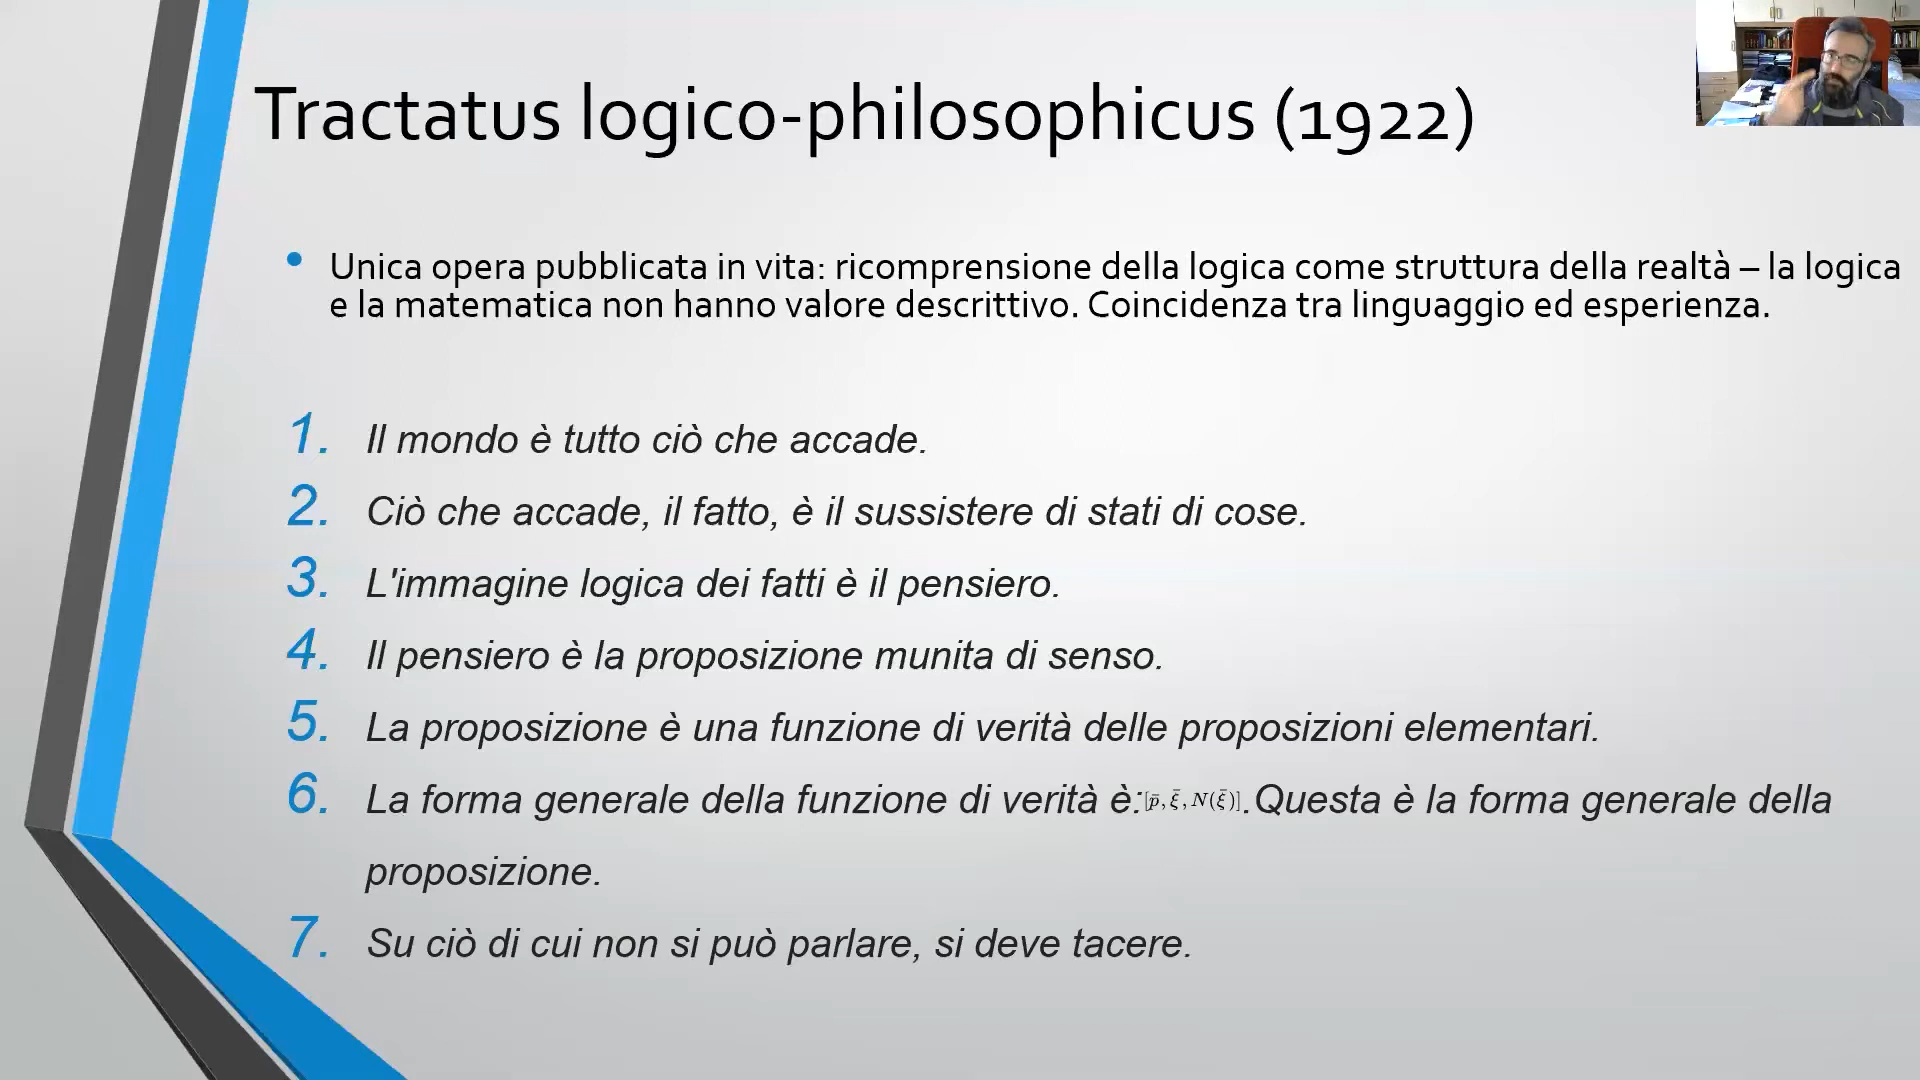 Tractatus logico-philosophicus (1922)
• Unica opera pubblicata in vita: ricomprensione della logica come struttura della realtà – la logica
e la matematica non hanno valore descrittivo. Coincidenza tra linguaggio ed esperienza.
1. Il mondo è tutto ciò che accade.
2. Ciò che accade, il fatto, è il sussistere di stati di cose.
3. L'immagine logica dei fatti è il pensiero.
4. Il pensiero è la proposizione munita di senso.
5. La proposizione è una funzione di verità delle proposizioni elementari.
6. La forma generale della funzione di verità è: [p̄, ξ̄, N(ξ̄)]. Questa è la forma generale della
proposizione.
7. Su ciò di cui non si può parlare, si deve tacere.